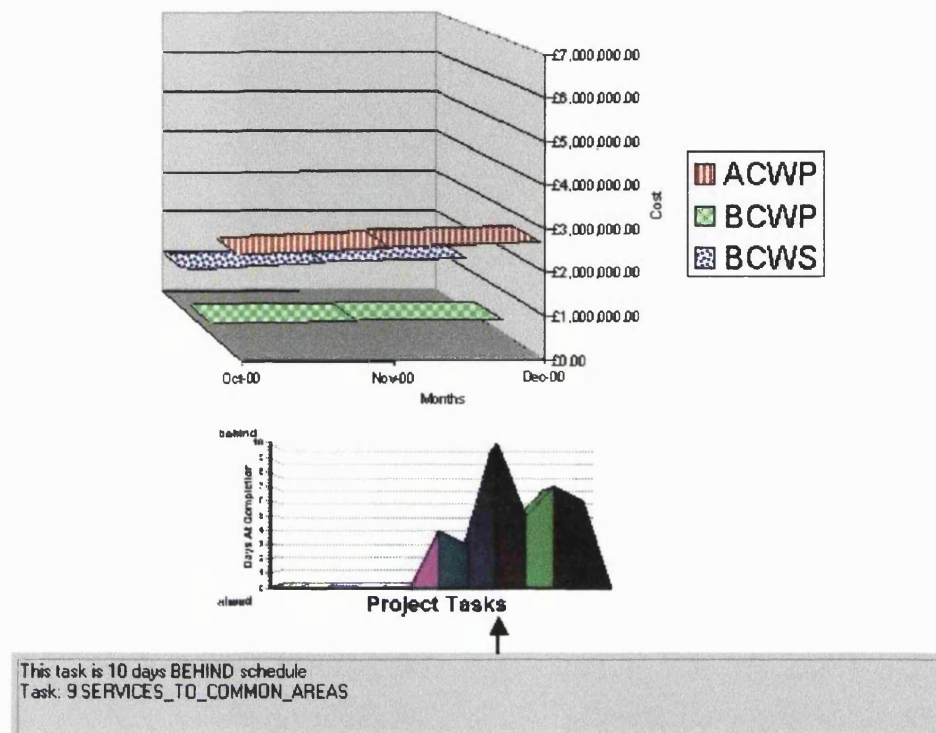 £7,000,000.00
£6,000,000.00
£5,000,000.00
£4,000,000.00
£3,000,000.00
£2,000,000.00
£1,000,000.00
£0.00
Cost
Oct-00 Nov-00 Dec-00
Months
ACWP
BCWP
BCWS
behind
10
Days At Completion
ahead
Project Tasks
This task is 10 days BEHIND schedule
Task: 9 SERVICES_TO_COMMON_AREAS